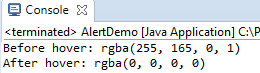 Console
<terminated> AlertDemo [Java Application] C:\P
Before hover: rgba(255, 165, 0, 1)
After hover: rgba(0, 0, 0, 0)